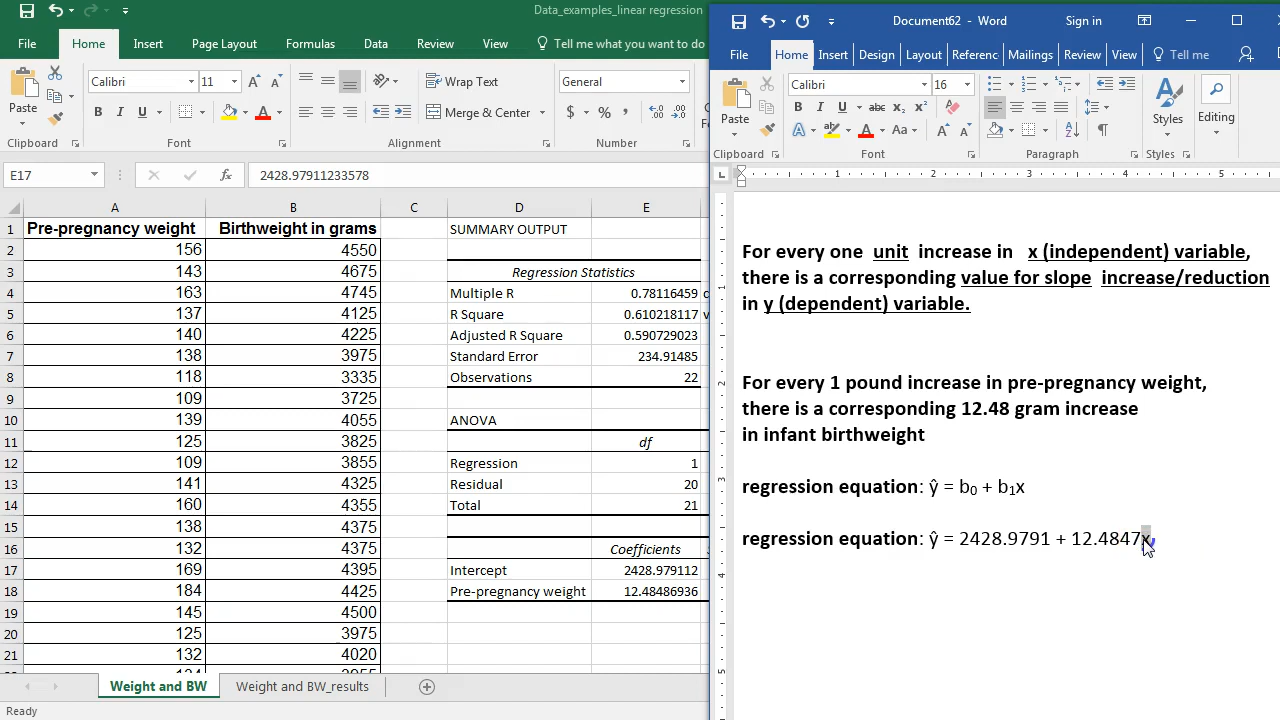 Data_examples_linear regression
File Home Insert Page Layout Formulas Data Review View Tell me what you want to do
Paste
Calibri 11
B I U
Wrap Text
Merge & Center
General
$ % ,
Clipboard Font Alignment Number
E17 fx 2428.97911233578
A B C D E
1 Pre-pregnancy weight Birthweight in grams SUMMARY OUTPUT
2 156 4550
3 143 4675 Regression Statistics
4 163 4745 Multiple R 0.78116459
5 137 4125 R Square 0.610218117
6 140 4225 Adjusted R Square 0.590729023
7 138 3975 Standard Error 234.91485
8 118 3335 Observations 22
9 109 3725
10 139 4055 ANOVA
11 125 3825 df
12 109 3855 Regression 1
13 141 4325 Residual 20
14 160 4355 Total 21
15 138 4375
16 132 4375 Coefficients
17 169 4395 Intercept 2428.979112
18 184 4425 Pre-pregnancy weight 12.48486936
19 145 4500
20 125 3975
21 132 4020
Weight and BW Weight and BW_results
Ready
Document62 - Word Sign in
File Home Insert Design Layout Referenc Mailings Review View Tell me
Paste
Calibri 16
B I U abc x₂ x²
A Aa A
Styles
Editing
Clipboard Font Paragraph Styles
1 2 3 4 5
For every one unit increase in x (independent) variable,
there is a corresponding value for slope increase/reduction
in y (dependent) variable.
For every 1 pound increase in pre-pregnancy weight,
there is a corresponding 12.48 gram increase
in infant birthweight
regression equation: ŷ = b₀ + b₁x
regression equation: ŷ = 2428.9791 + 12.4847x